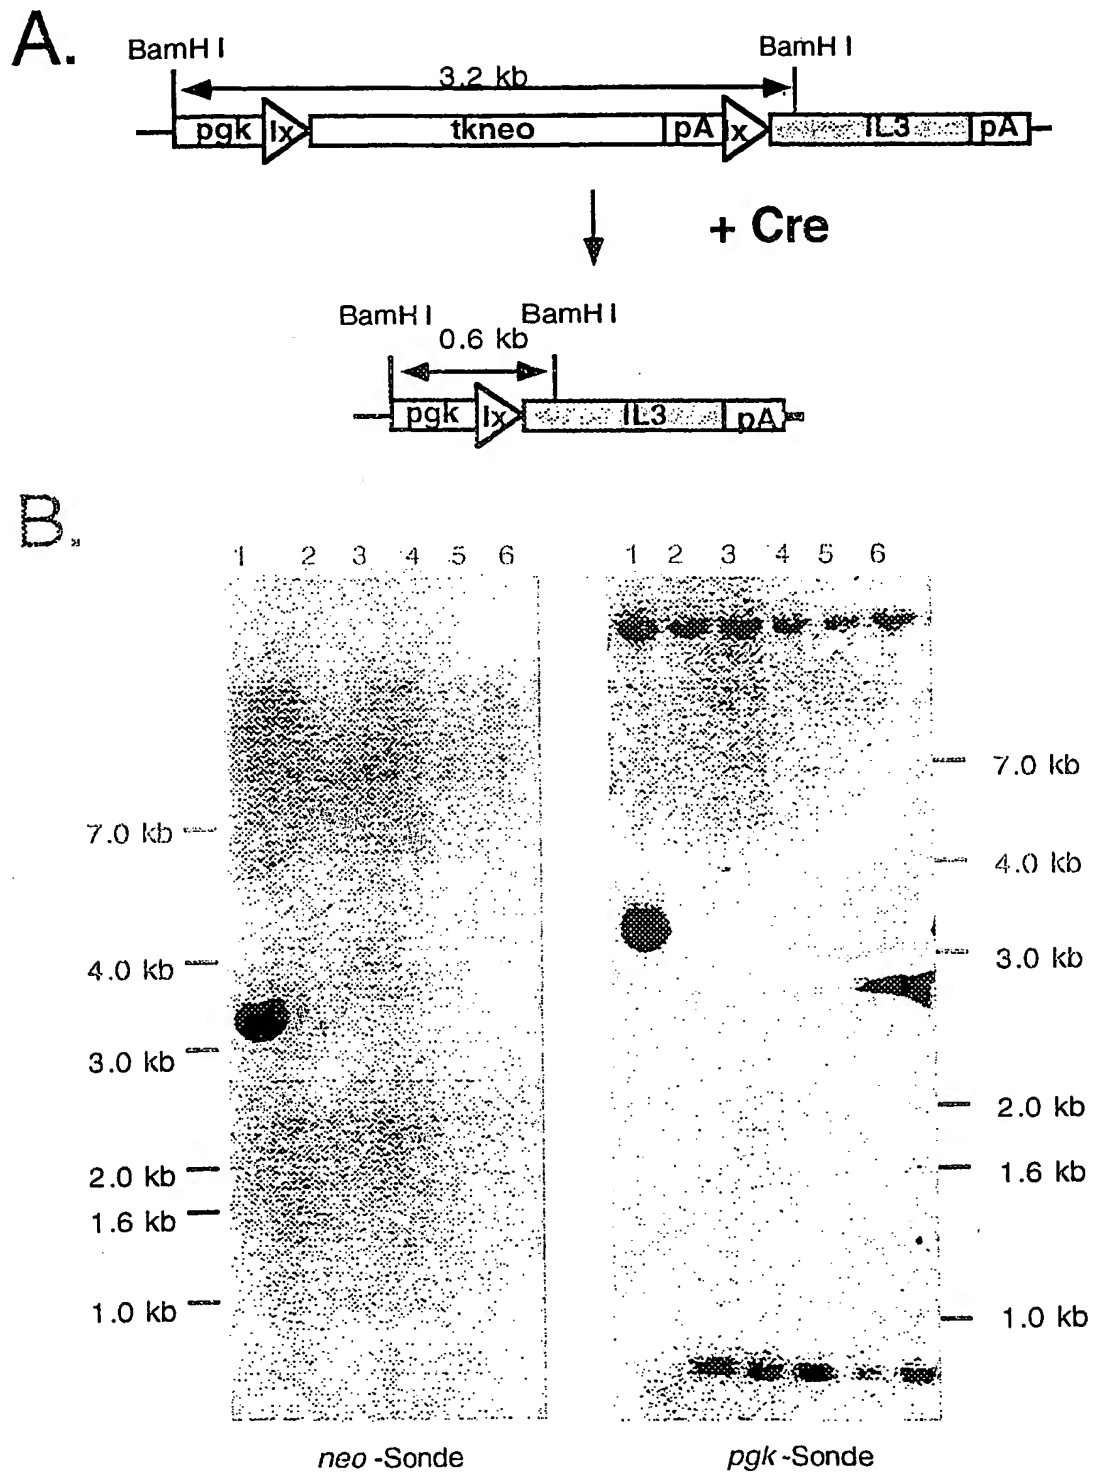 A.
BamH I BamH I
3.2 kb
pgk lx tkneo pA lx IL3 pA
+ Cre
BamH I BamH I
0.6 kb
pgk lx IL3 pA
B.
1 2 3 4 5 6
7.0 kb
4.0 kb
3.0 kb
2.0 kb
1.6 kb
1.0 kb
neo -Sonde
1 2 3 4 5 6
7.0 kb
4.0 kb
3.0 kb
2.0 kb
1.6 kb
1.0 kb
pgk -Sonde